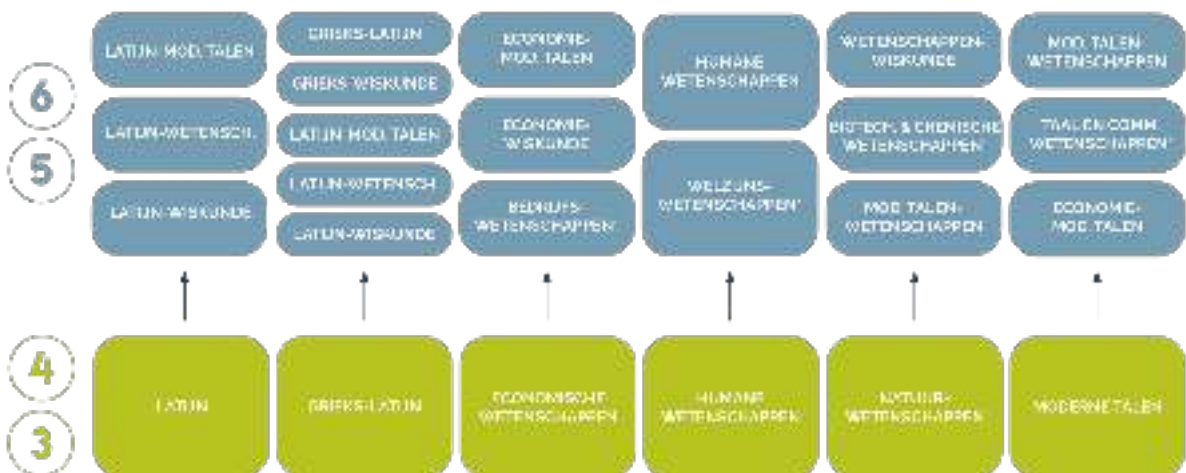 6
5
LATIJN-MOD. TALEN
LATIJN-WETENSCH.
LATIJN-WISKUNDE
GRIEKS-LATIJN
GRIEKS-WISKUNDE
LATIJN-MOD. TALEN
LATIJN-WETENSCH.
LATIJN-WISKUNDE
ECONOMIE-
MOD. TALEN
ECONOMIE-
WISKUNDE
BEDRIJFS-
WETENSCHAPPEN*
HUMANE
WETENSCHAPPEN
WELZIJNS-
WETENSCHAPPEN*
WETENSCHAPPEN-
WISKUNDE
BIOTECH. & CHEMISCHE
WETENSCHAPPEN*
MOD. TALEN-
WETENSCHAPPEN
MOD. TALEN-
WETENSCHAPPEN
TAAL EN COMM.
WETENSCHAPPEN*
ECONOMIE-
MOD. TALEN
4
3
LATIJN
GRIEKS-LATIJN
ECONOMISCHE
WETENSCHAPPEN
HUMANE
WETENSCHAPPEN
NATUUR-
WETENSCHAPPEN
MODERNE TALEN